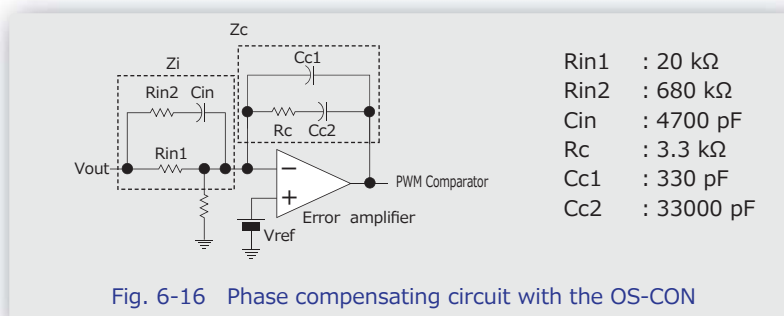 Zc
Cc1
Zi
Rin2 Cin
Rc Cc2
Rin1
Vout
−
+
PWM Comparator
Error amplifier
Vref
Rin1 : 20 kΩ
Rin2 : 680 kΩ
Cin : 4700 pF
Rc : 3.3 kΩ
Cc1 : 330 pF
Cc2 : 33000 pF
Fig. 6-16 Phase compensating circuit with the OS-CON